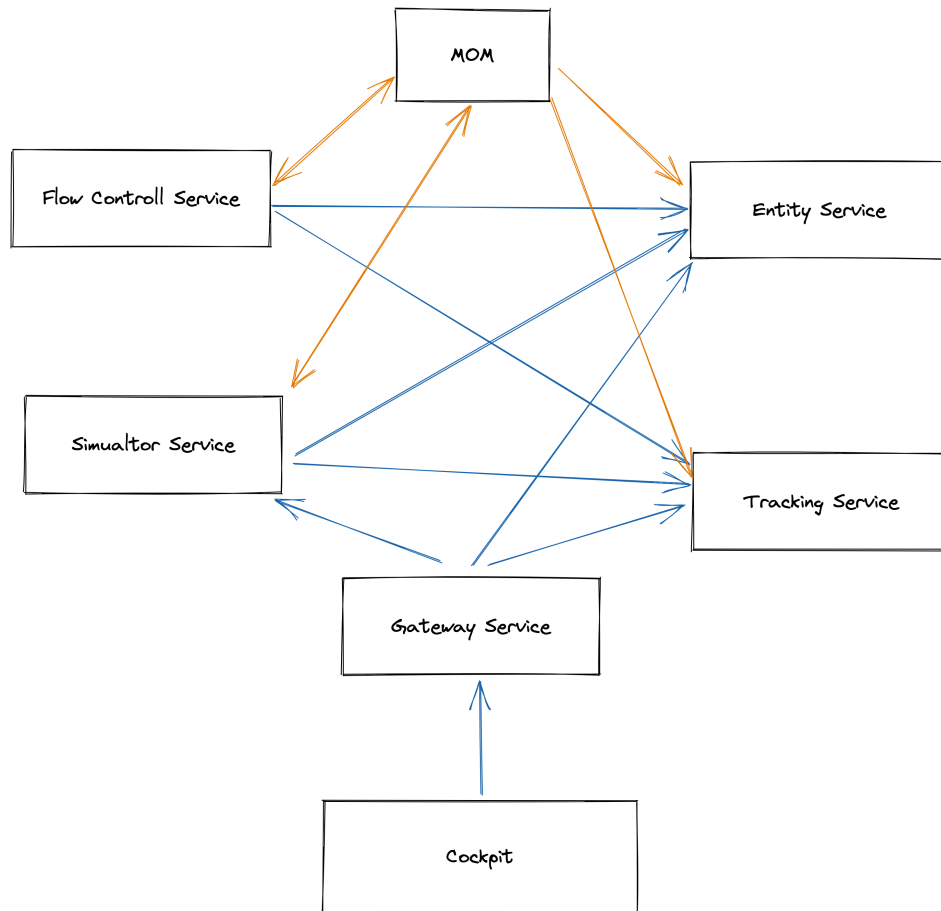 MOM
Flow Controll Service
Entity Service
Simualtor Service
Tracking Service
Gateway Service
Cockpit